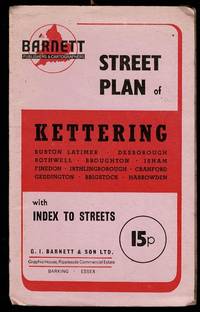 BARNETT
PUBLISHERS & CARTOGRAPHERS
STREET
PLAN of
KETTERING
BURTON LATIMER · DESBOROUGH
ROTHWELL · BROUGHTON · ISHAM
FINEDON · IRTHLINGBOROUGH · CRANFORD
GEDDINGTON · BRIGSTOCK · HARROWDEN
with
INDEX TO STREETS
15p
G. I. BARNETT & SON LTD.
Graphic House, Rippleside Commercial Estate
BARKING · ESSEX